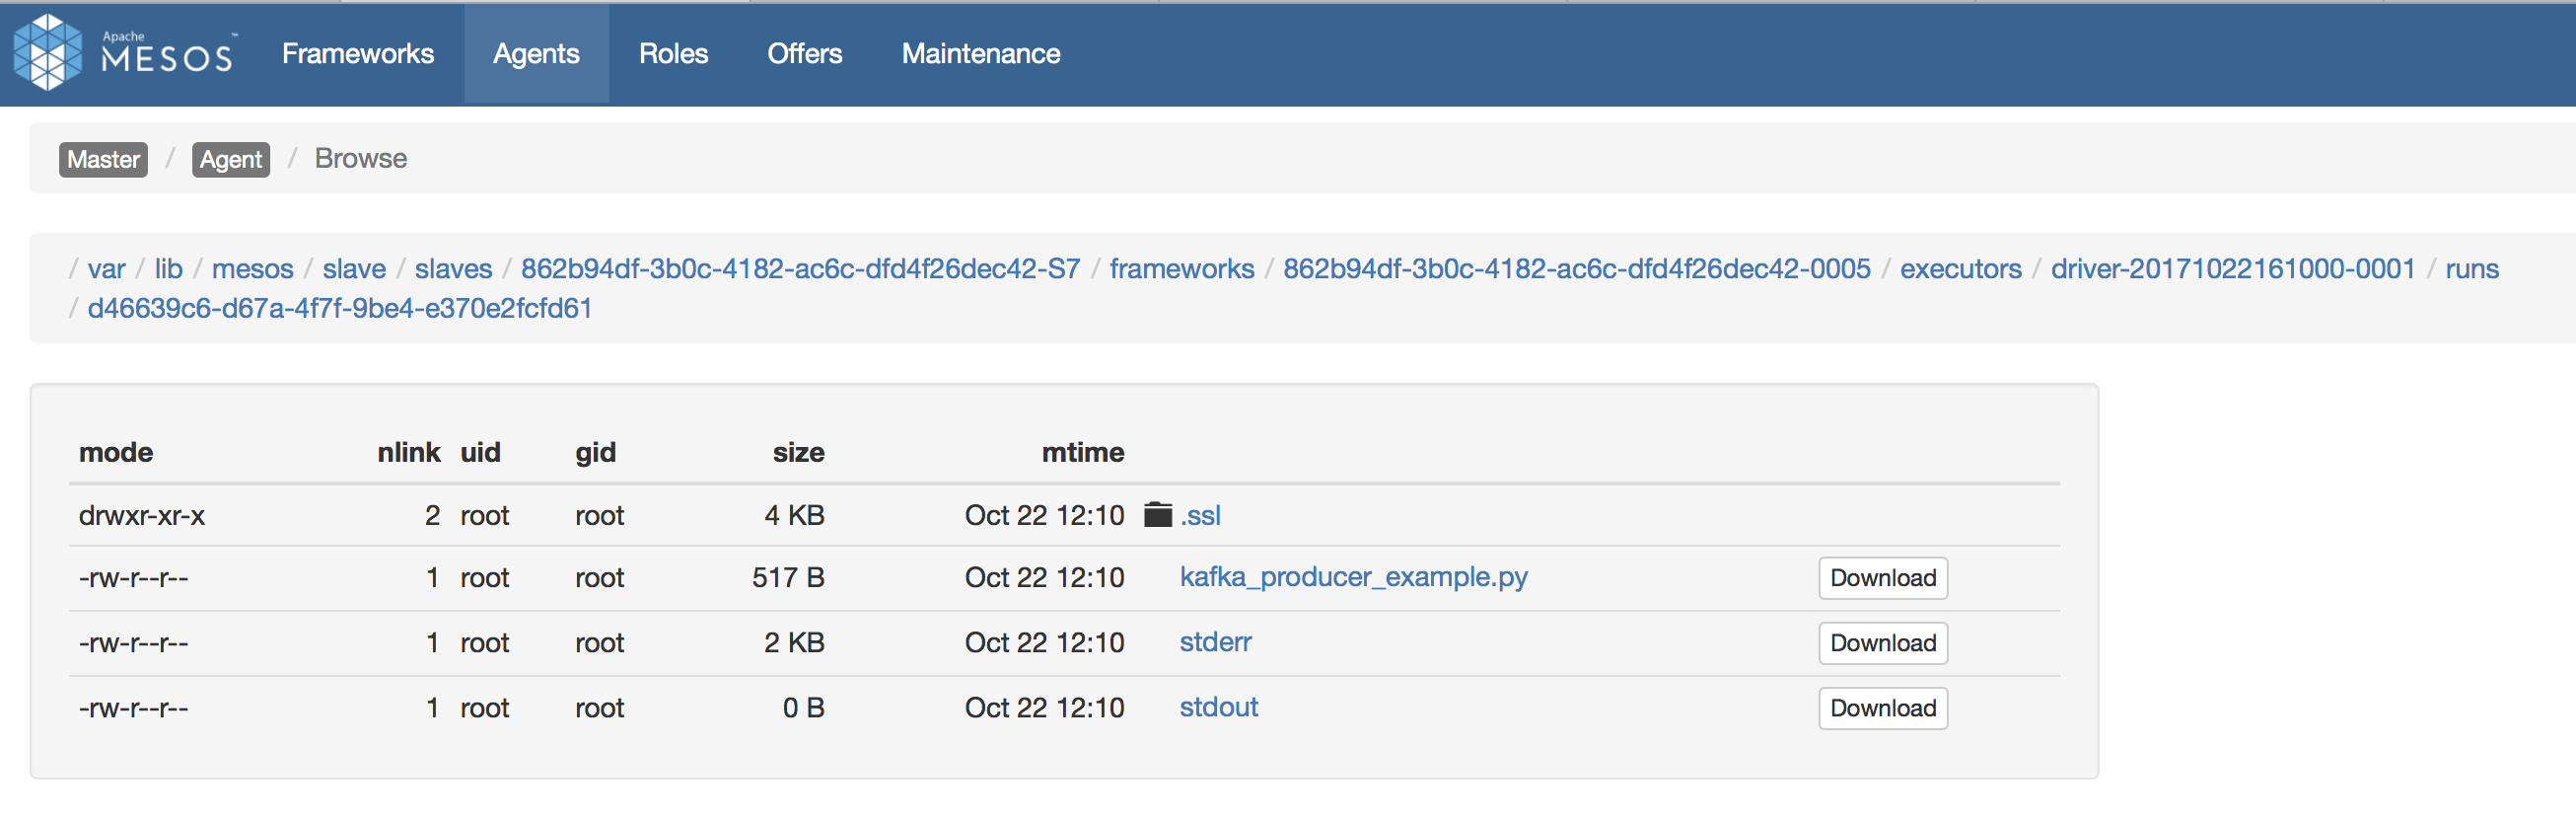 Apache MESOS™ Frameworks Agents Roles Offers Maintenance
Master / Agent / Browse
/ var / lib / mesos / slave / slaves / 862b94df-3b0c-4182-ac6c-dfd4f26dec42-S7 / frameworks / 862b94df-3b0c-4182-ac6c-dfd4f26dec42-0005 / executors / driver-20171022161000-0001 / runs
/ d46639c6-d67a-4f7f-9be4-e370e2fcfd61
mode nlink uid gid size mtime
drwxr-xr-x 2 root root 4 KB Oct 22 12:10 .ssl
-rw-r--r-- 1 root root 517 B Oct 22 12:10 kafka_producer_example.py Download
-rw-r--r-- 1 root root 2 KB Oct 22 12:10 stderr Download
-rw-r--r-- 1 root root 0 B Oct 22 12:10 stdout Download